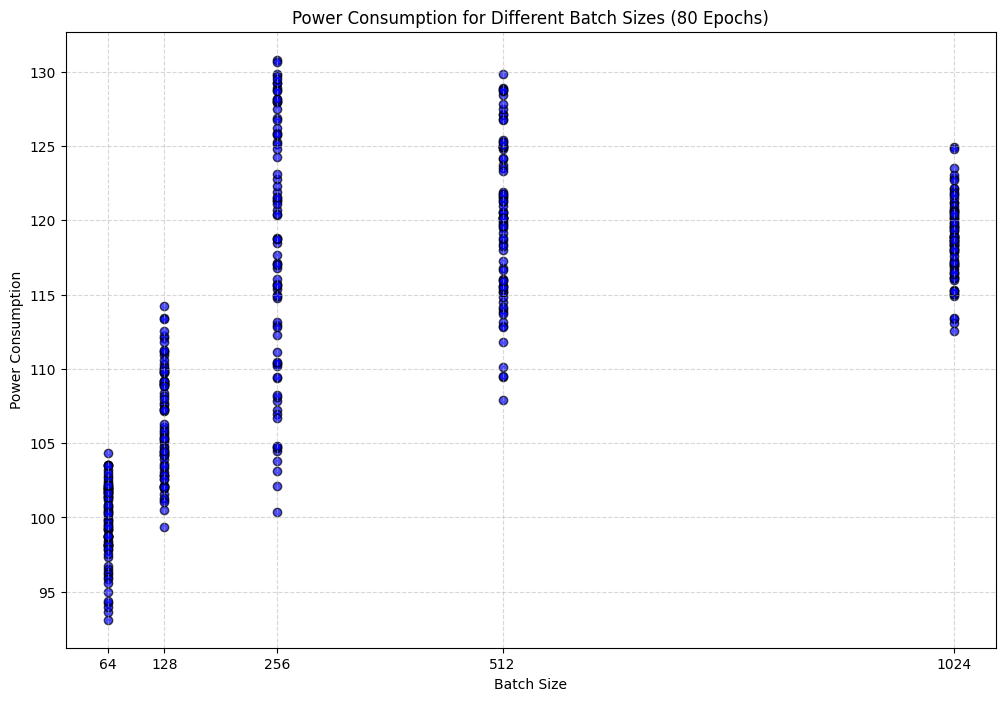 Power Consumption for Different Batch Sizes (80 Epochs)
Power Consumption
130
125
120
115
110
105
100
95
64 128 256 512 1024
Batch Size